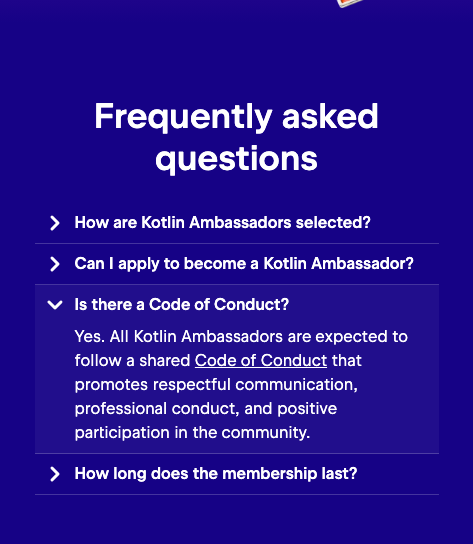 Frequently asked
questions
How are Kotlin Ambassadors selected?
Can I apply to become a Kotlin Ambassador?
Is there a Code of Conduct?
Yes. All Kotlin Ambassadors are expected to
follow a shared Code of Conduct that
promotes respectful communication,
professional conduct, and positive
participation in the community.
How long does the membership last?